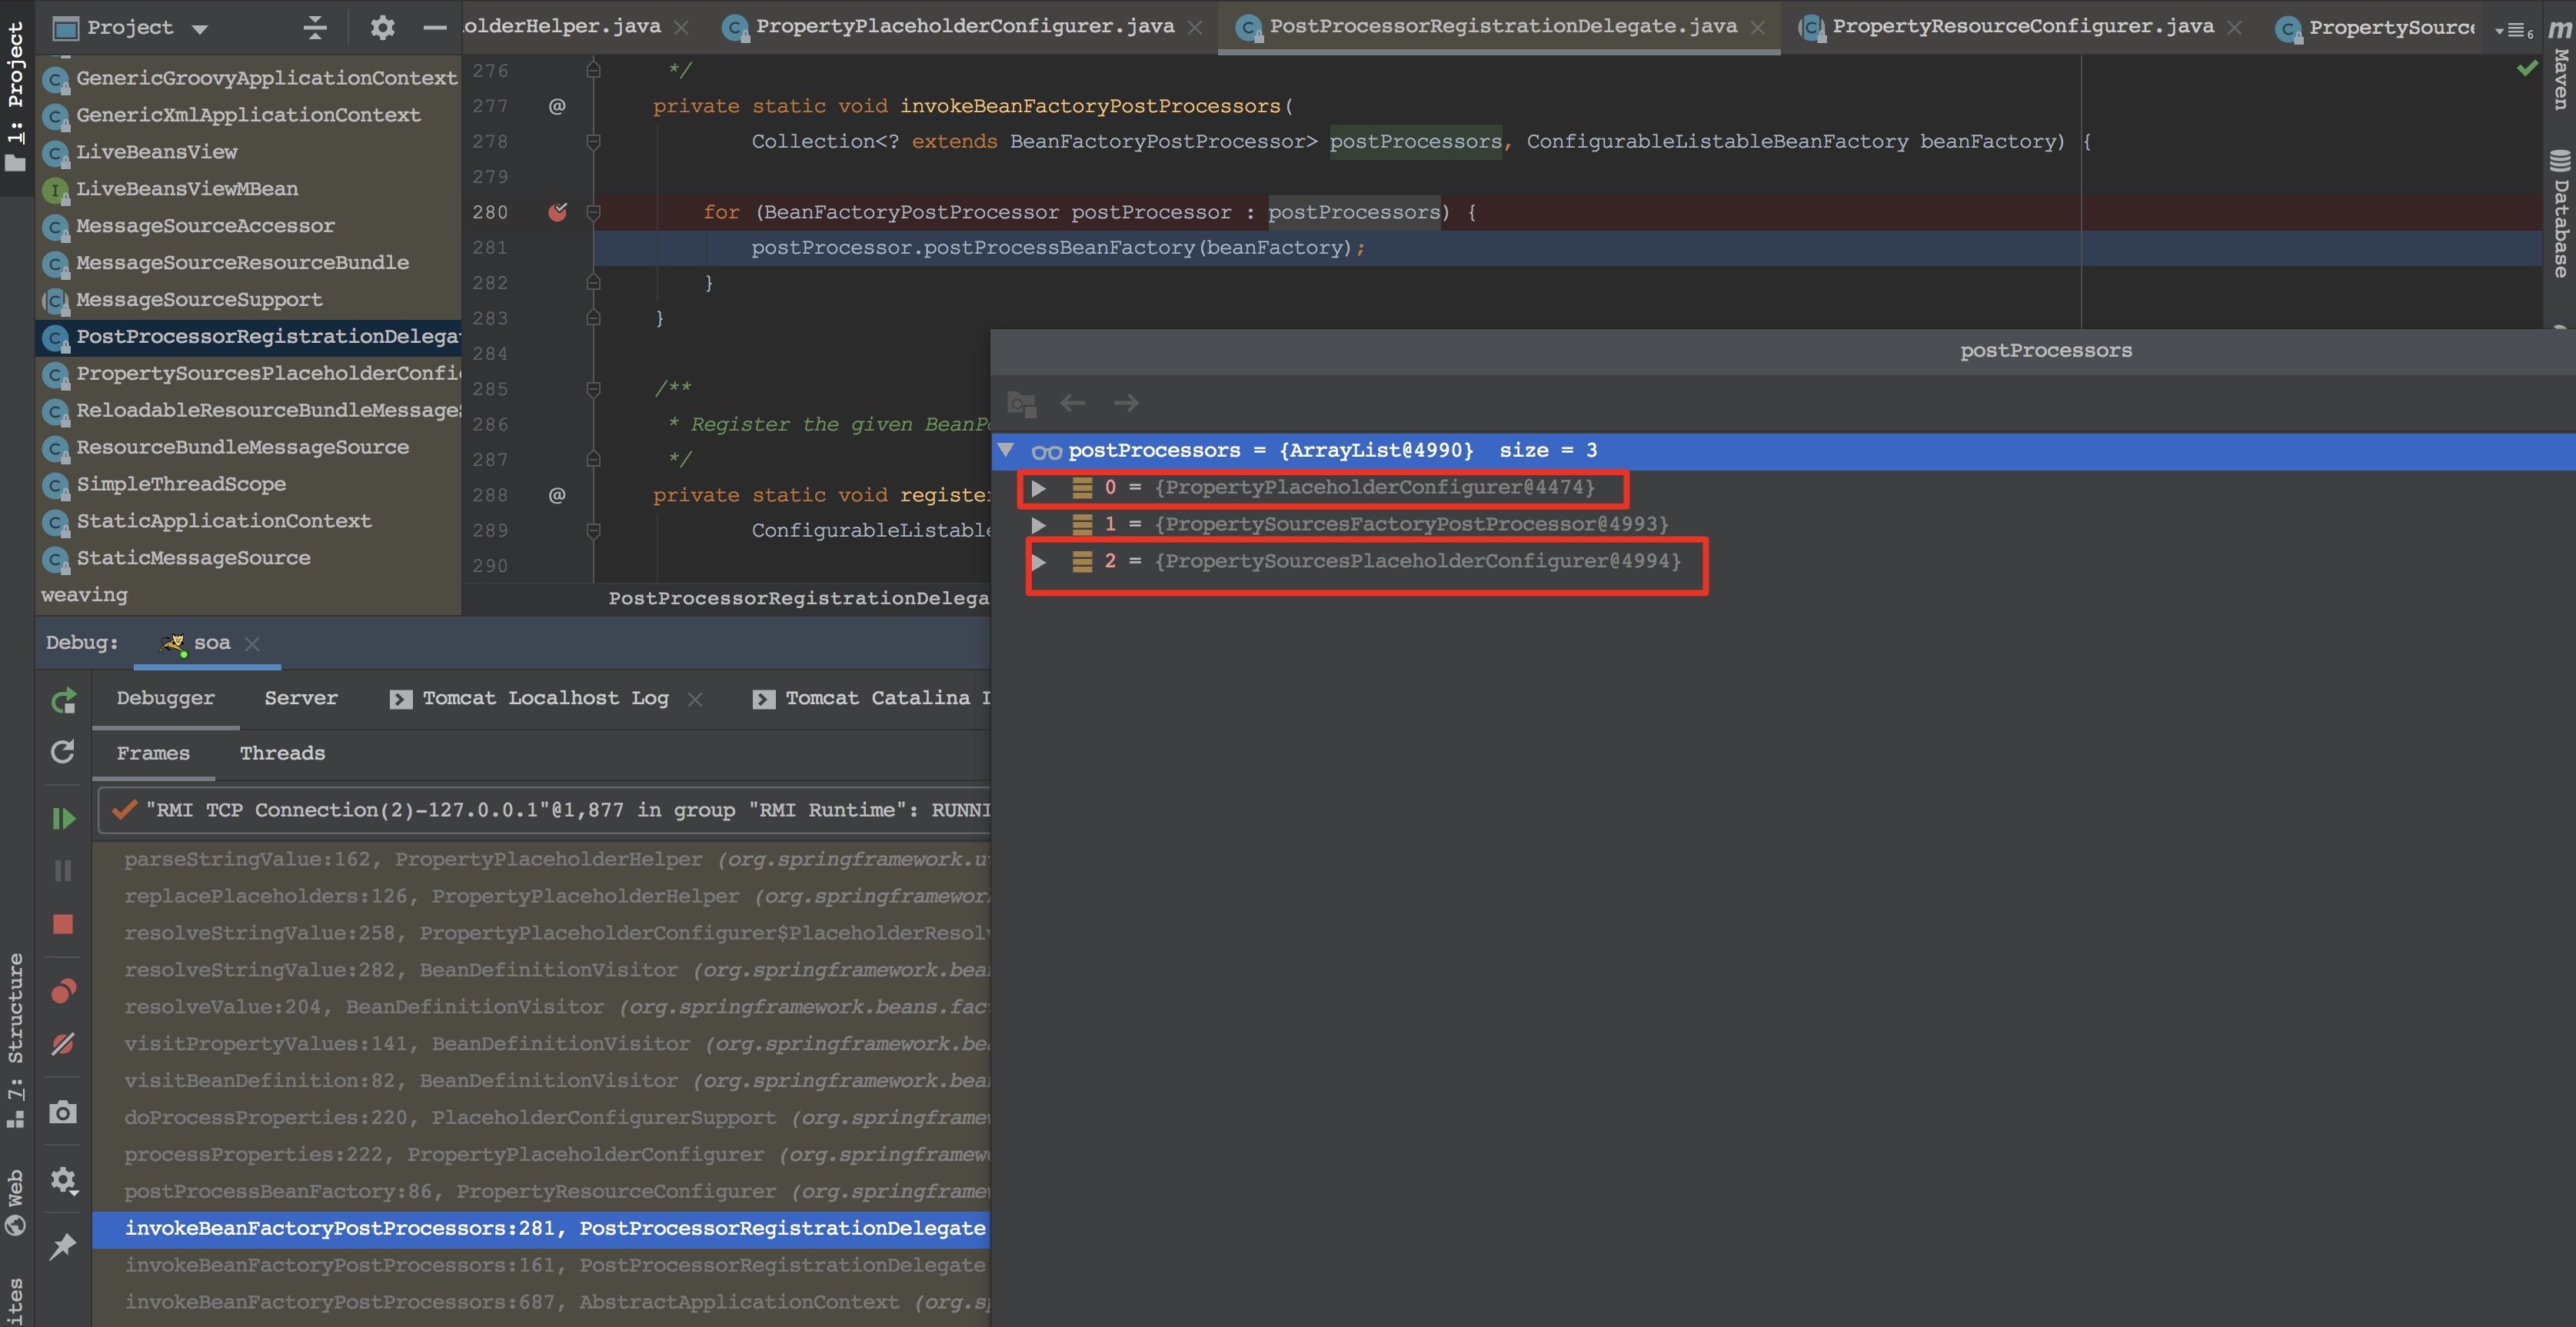 Project
olderHelper.java
PropertyPlaceholderConfigurer.java
PostProcessorRegistrationDelegate.java
PropertyResourceConfigurer.java
PropertySourc
6
1: Project
7: Structure
Web
ites
Maven
Database
GenericGroovyApplicationContext
GenericXmlApplicationContext
LiveBeansView
LiveBeansViewMBean
MessageSourceAccessor
MessageSourceResourceBundle
MessageSourceSupport
PostProcessorRegistrationDelega
PropertySourcesPlaceholderConfi
ReloadableResourceBundleMessage
ResourceBundleMessageSource
SimpleThreadScope
StaticApplicationContext
StaticMessageSource
weaving
276 */
277 @ private static void invokeBeanFactoryPostProcessors(
278 Collection<? extends BeanFactoryPostProcessor> postProcessors, ConfigurableListableBeanFactory beanFactory) {
279
280 for (BeanFactoryPostProcessor postProcessor : postProcessors) {
281 postProcessor.postProcessBeanFactory(beanFactory);
282 }
283 }
284
285 /**
286 * Register the given BeanP
287 */
288 @ private static void register
289 ConfigurableListabl
290
PostProcessorRegistrationDelega
postProcessors
postProcessors = {ArrayList@4990} size = 3
0 = {PropertyPlaceholderConfigurer@4474}
1 = {PropertySourcesFactoryPostProcessor@4993}
2 = {PropertySourcesPlaceholderConfigurer@4994}
Debug: soa
Debugger Server Tomcat Localhost Log Tomcat Catalina
Frames Threads
"RMI TCP Connection(2)-127.0.0.1"@1,877 in group "RMI Runtime": RUNNI
parseStringValue:162, PropertyPlaceholderHelper (org.springframework.u
replacePlaceholders:126, PropertyPlaceholderHelper (org.springframewor
resolveStringValue:258, PropertyPlaceholderConfigurer$PlaceholderResol
resolveStringValue:282, BeanDefinitionVisitor (org.springframework.bea
resolveValue:204, BeanDefinitionVisitor (org.springframework.beans.fac
visitPropertyValues:141, BeanDefinitionVisitor (org.springframework.be
visitBeanDefinition:82, BeanDefinitionVisitor (org.springframework.bea
doProcessProperties:220, PlaceholderConfigurerSupport (org.springframe
processProperties:222, PropertyPlaceholderConfigurer (org.springframew
postProcessBeanFactory:86, PropertyResourceConfigurer (org.springframew
invokeBeanFactoryPostProcessors:281, PostProcessorRegistrationDelegate
invokeBeanFactoryPostProcessors:161, PostProcessorRegistrationDelegate
invokeBeanFactoryPostProcessors:687, AbstractApplicationContext (org.s